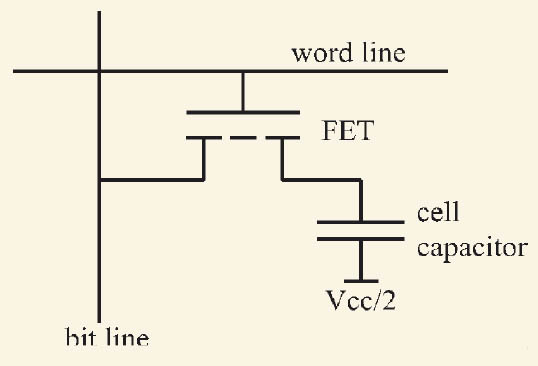 word line
FET
cell
capacitor
Vcc/2
bit line